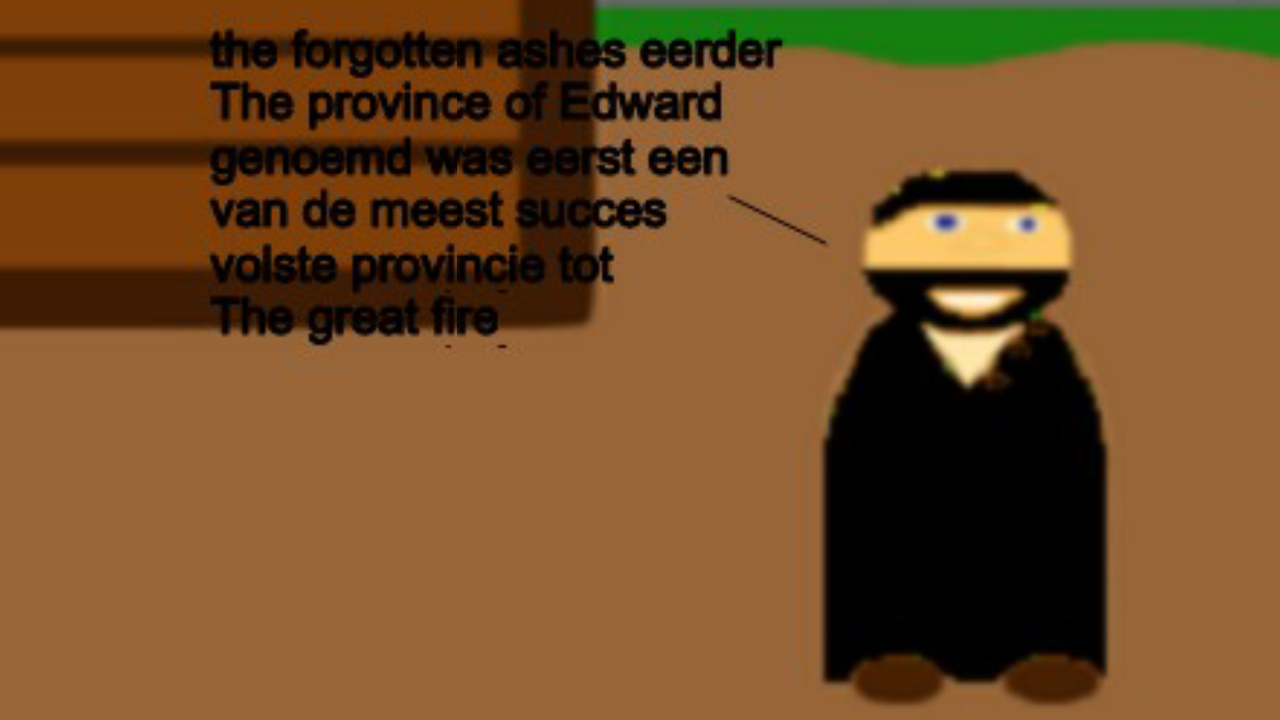 the forgotten ashes eerder
The province of Edward
genoemd was eerst een
van de meest succes
volste provincie tot
The great fire